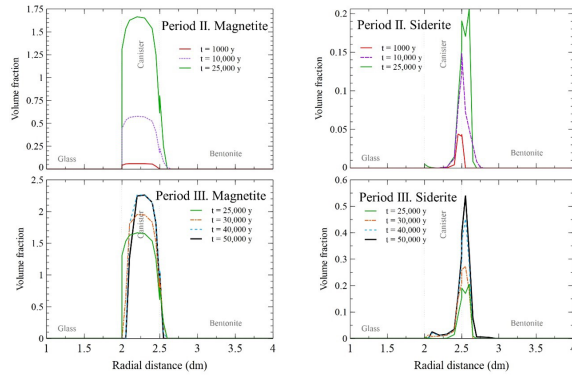 Period II. Magnetite
t = 1000 y
t = 10,000 y
t = 25,000 y
Volume fraction
1.75
1.5
1.25
1
0.75
0.5
0.25
0
Glass
Canister
Bentonite
Period II. Siderite
t = 1000 y
t = 10,000 y
t = 25,000 y
Volume fraction
0.2
0.15
0.1
0.05
0
Glass
Canister
Bentonite
Period III. Magnetite
t = 25,000 y
t = 30,000 y
t = 40,000 y
t = 50,000 y
Volume fraction
2.5
2
1.5
1
0.5
0
Glass
Canister
Bentonite
1 1.5 2 2.5 3 3.5 4
Radial distance (dm)
Period III. Siderite
t = 25,000 y
t = 30,000 y
t = 40,000 y
t = 50,000 y
Volume fraction
0.6
0.5
0.4
0.3
0.2
0.1
0
Glass
Canister
Bentonite
1 1.5 2 2.5 3 3.5 4
Radial distance (dm)